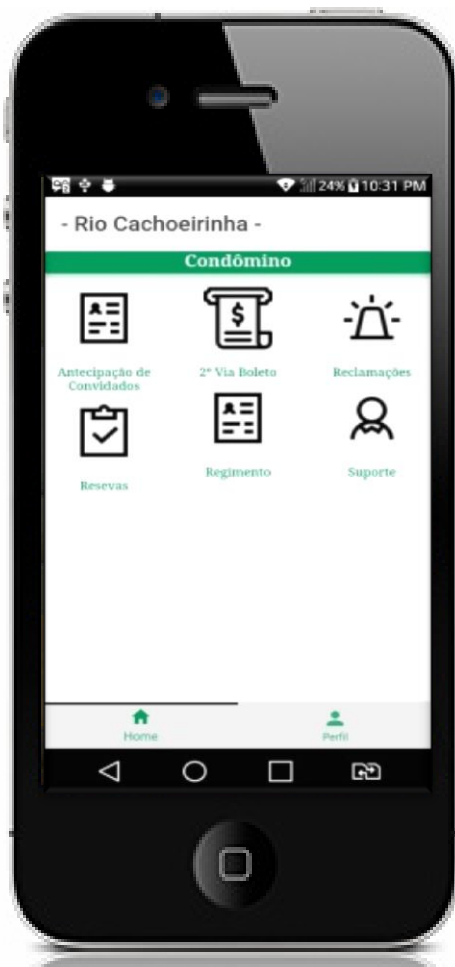 24% 10:31 PM
- Rio Cachoeirinha -
Condômino
Antecipação de
Convidados
2ª Via Boleto
Reclamações
Resevas
Regimento
Suporte
Home
Perfil